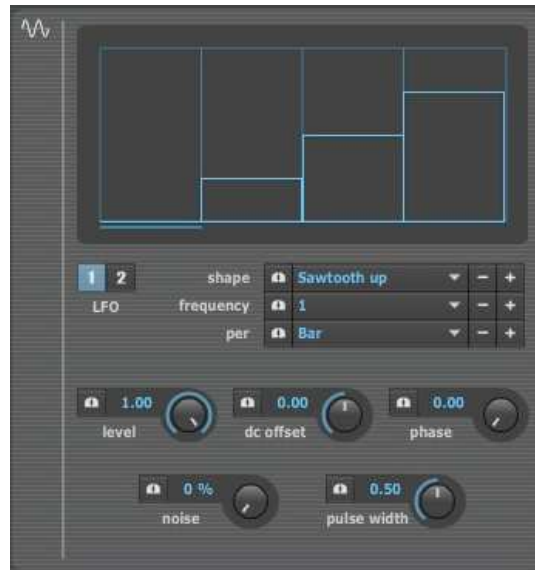 1 2 shape Sawtooth up - +
LFO frequency 1 - +
per Bar - +
1.00 0.00 0.00
level dc offset phase
0 % 0.50
noise pulse width